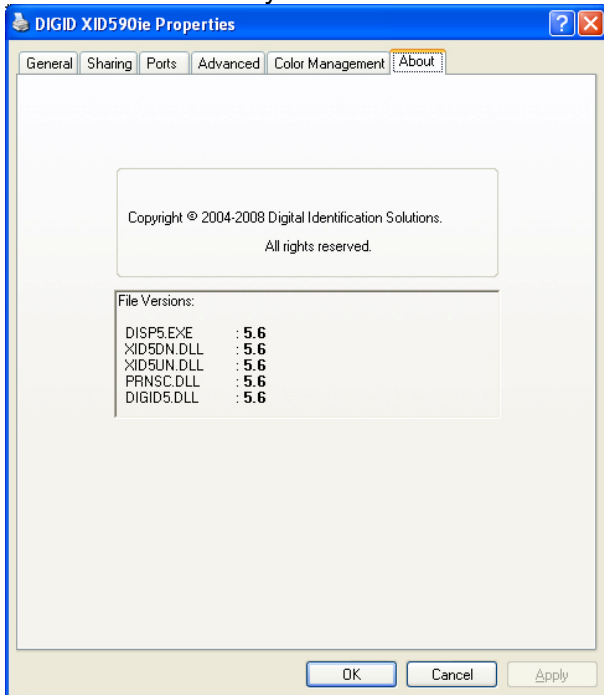 DIGID XID590ie Properties
General Sharing Ports Advanced Color Management About
Copyright © 2004-2008 Digital Identification Solutions.
All rights reserved.
File Versions:
DISP5.EXE : 5.6
XID5DN.DLL : 5.6
XID5UN.DLL : 5.6
PRNSC.DLL : 5.6
DIGID5.DLL : 5.6
OK Cancel Apply